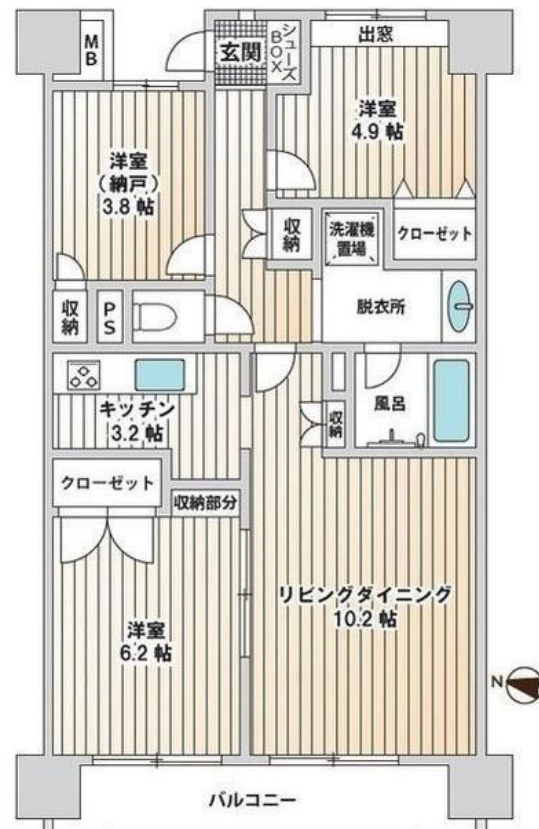 MB
玄関
シューズ
BOX
出窓
洋室
4.9 帖
洋室
(納戸)
3.8 帖
収納
洗濯機
置場
クローゼット
収納
PS
脱衣所
キッチン
3.2 帖
収納
風呂
クローゼット
収納部分
リビングダイニング
10.2 帖
洋室
6.2 帖
N
バルコニー